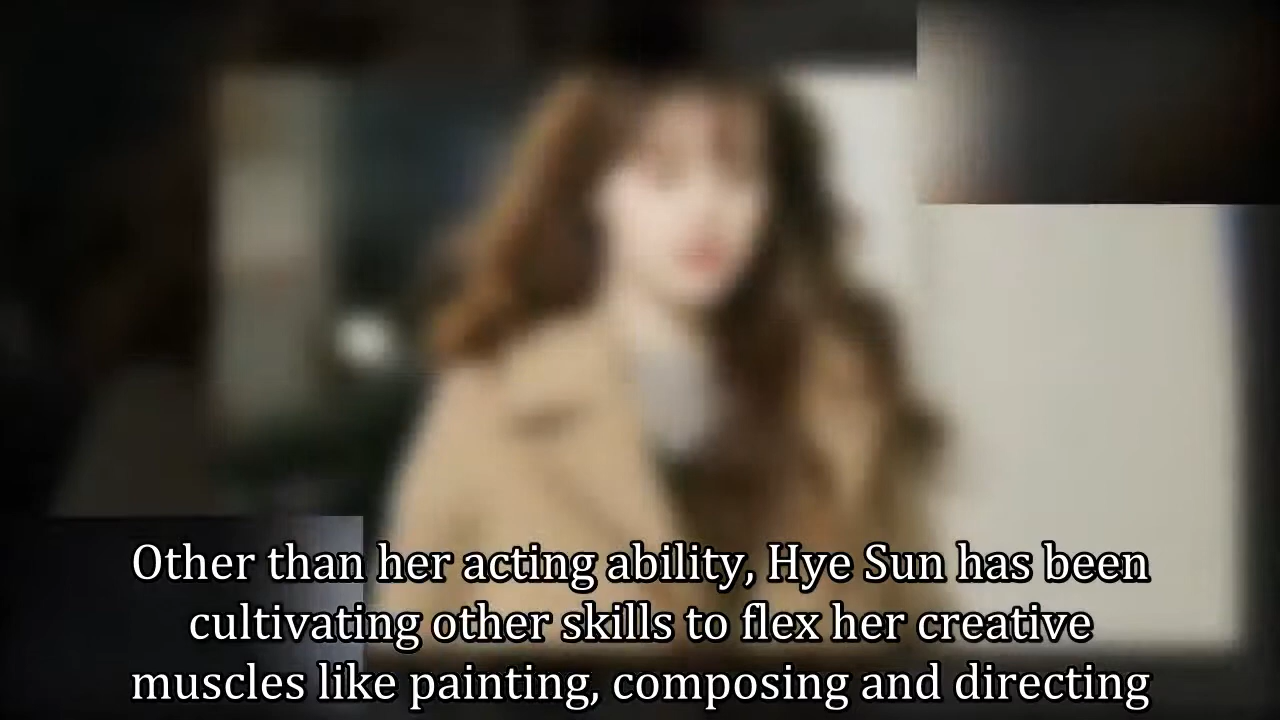 Other than her acting ability, Hye Sun has been
cultivating other skills to flex her creative
muscles like painting, composing and directing